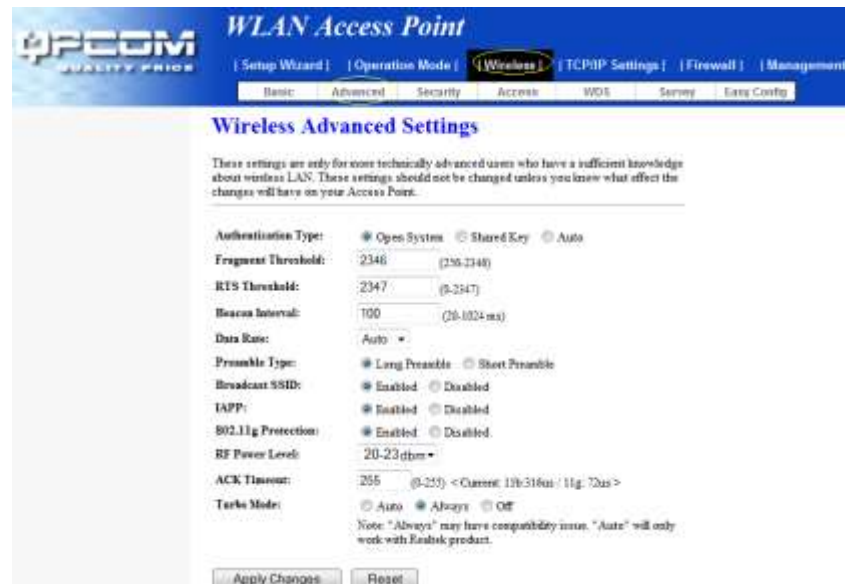 WLAN Access Point
QPCOM
QUALITY PRICE
| Setup Wizard | | Operation Mode | | Wireless | | TCP/IP Settings | | Firewall | | Management
Basic Advanced Security Access WDS Survey Easy Config
Wireless Advanced Settings
These settings are only for more technically advanced users who have a sufficient knowledge
about wireless LAN. These settings should not be changed unless you know what effect the
changes will have on your Access Point.
Authentication Type: Open System Shared Key Auto
Fragment Threshold: 2346 (256-2346)
RTS Threshold: 2347 (0-2347)
Beacon Interval: 100 (20-1024 ms)
Data Rate: Auto
Preamble Type: Long Preamble Short Preamble
Broadcast SSID: Enabled Disabled
IAPP: Enabled Disabled
802.11g Protection: Enabled Disabled
RF Power Level: 20-23dbm
ACK Timeout: 255 (0-255) < Current: 11b:316us / 11g: 72us >
Turbo Mode: Auto Always Off
Note: "Always" may have compatibility issue. "Auto" will only
work with Realtek product.
Apply Changes Reset